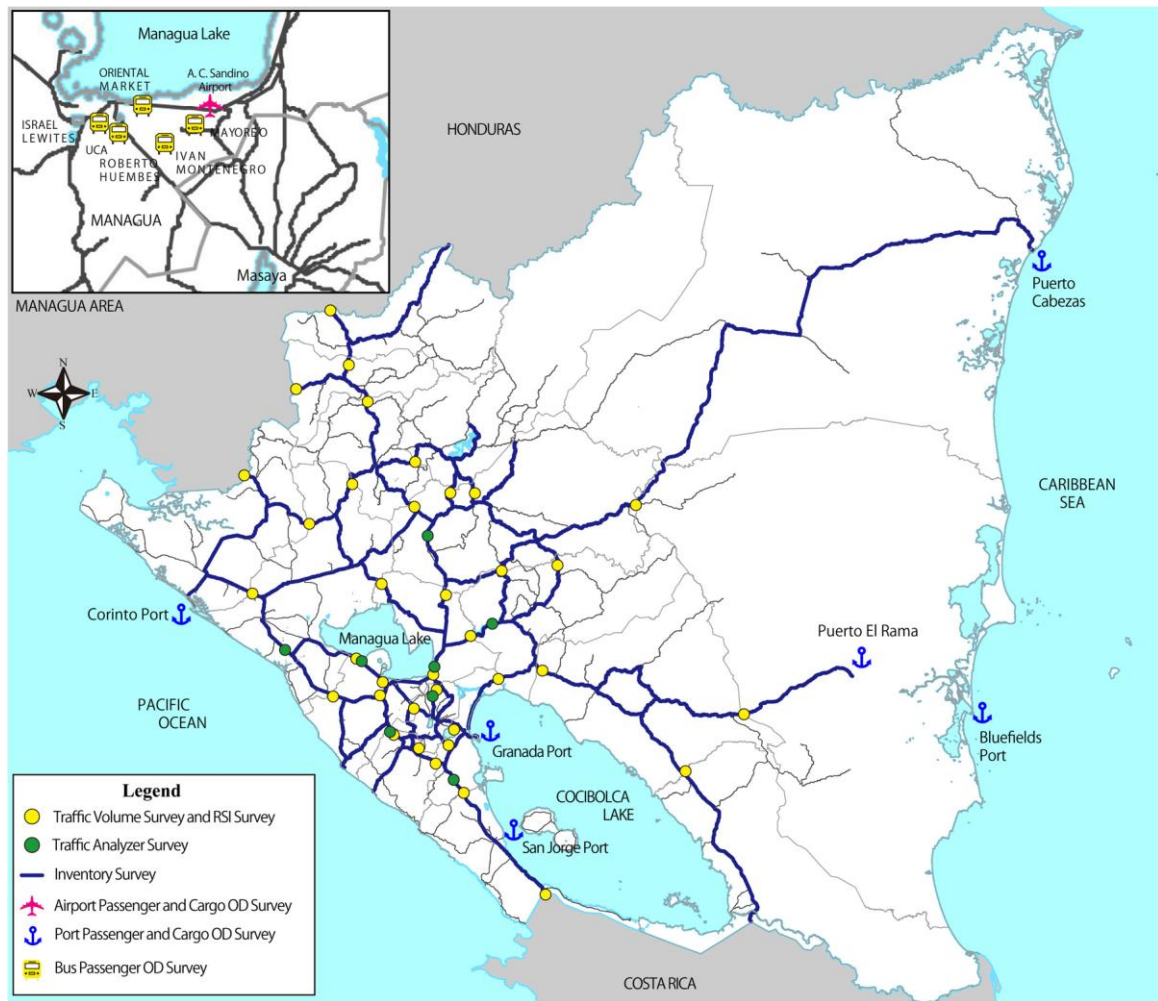 Managua Lake
ORIENTAL
MARKET
A. C. Sandino
Airport
ISRAEL
LEWITES
UCA
ROBERTO
HUEMBES
IVAN
MONTENEGRO
MAYOREO
MANAGUA
Masaya
MANAGUA AREA
HONDURAS
N
W
E
S
Puerto
Cabezas
CARIBBEAN
SEA
Corinto Port
Managua Lake
Puerto El Rama
PACIFIC
OCEAN
Granada Port
Bluefields
Port
COCIBOLCA
LAKE
San Jorge Port
Legend
Traffic Volume Survey and RSI Survey
Traffic Analyzer Survey
Inventory Survey
Airport Passenger and Cargo OD Survey
Port Passenger and Cargo OD Survey
Bus Passenger OD Survey
COSTA RICA